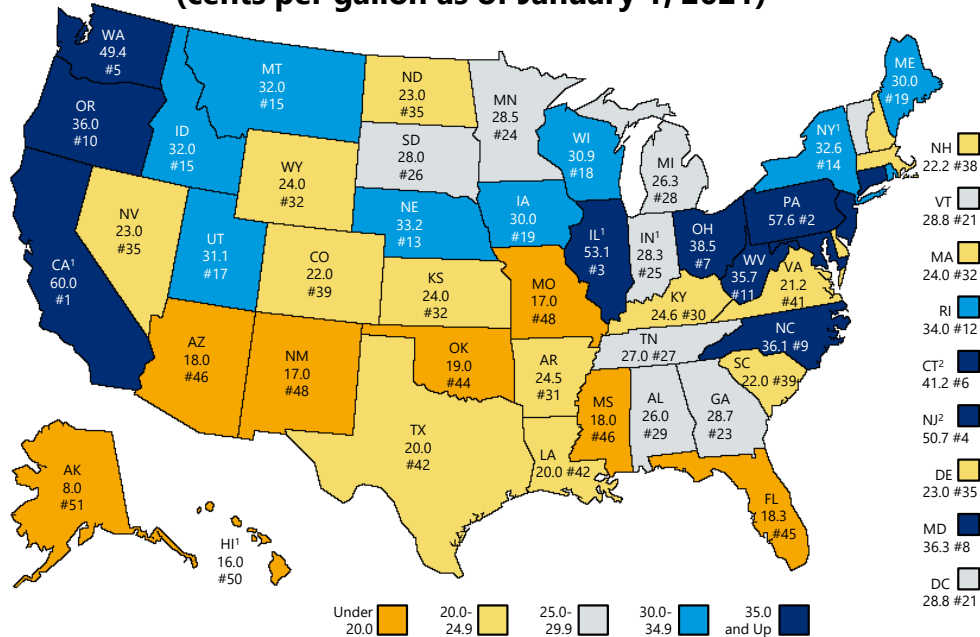 (cents per gallon as of January 1, 2021)
WA
49.4
#5
OR
36.0
#10
CA¹
60.0
#1
NV
23.0
#35
ID
32.0
#15
MT
32.0
#15
WY
24.0
#32
UT
31.1
#17
CO
22.0
#39
AZ
18.0
#46
NM
17.0
#48
ND
23.0
#35
SD
28.0
#26
NE
33.2
#13
KS
24.0
#32
OK
19.0
#44
TX
20.0
#42
MN
28.5
#24
IA
30.0
#19
MO
17.0
#48
AR
24.5
#31
LA
20.0 #42
WI
30.9
#18
IL¹
53.1
#3
MI
26.3
#28
IN¹
28.3
#25
OH
38.5
#7
KY
24.6 #30
TN
27.0 #27
MS
18.0
#46
AL
26.0
#29
GA
28.7
#23
FL
18.3
#45
SC
22.0 #39
NC
36.1 #9
VA
21.2
#41
WV
35.7
#11
PA
57.6 #2
NY¹
32.6
#14
ME
30.0
#19
NH
22.2 #38
VT
28.8 #21
MA
24.0 #32
RI
34.0 #12
CT²
41.2 #6
NJ²
50.7 #4
DE
23.0 #35
MD
36.3 #8
DC
28.8 #21
AK
8.0
#51
HI¹
16.0
#50
Under
20.0
20.0-
24.9
25.0-
29.9
30.0-
34.9
35.0
and Up